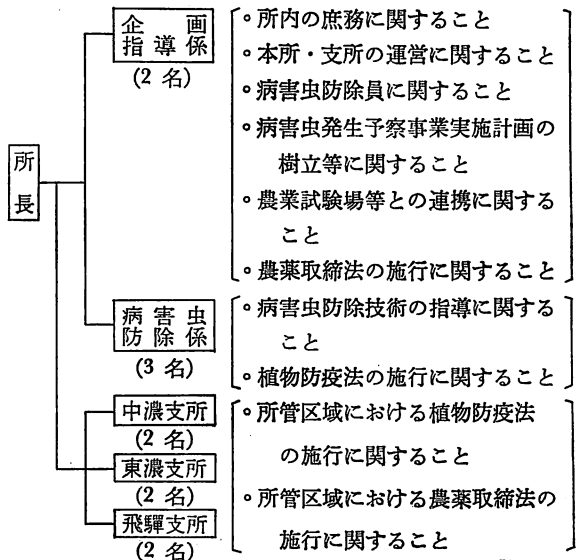 所長
企画
指導係
(2名)
。所内の庶務に関すること
。本所・支所の運営に関すること
。病害虫防除員に関すること
。病害虫発生予察事業実施計画の
樹立等に関すること
。農業試験場等との連携に関する
こと
。農薬取締法の施行に関すること
病害虫
防除係
(3名)
。病害虫防除技術の指導に関する
こと
。植物防疫法の施行に関すること
中濃支所
(2名)
東濃支所
(2名)
飛驒支所
(2名)
。所管区域における植物防疫法
の施行に関すること
。所管区域における農薬取締法の
施行に関すること